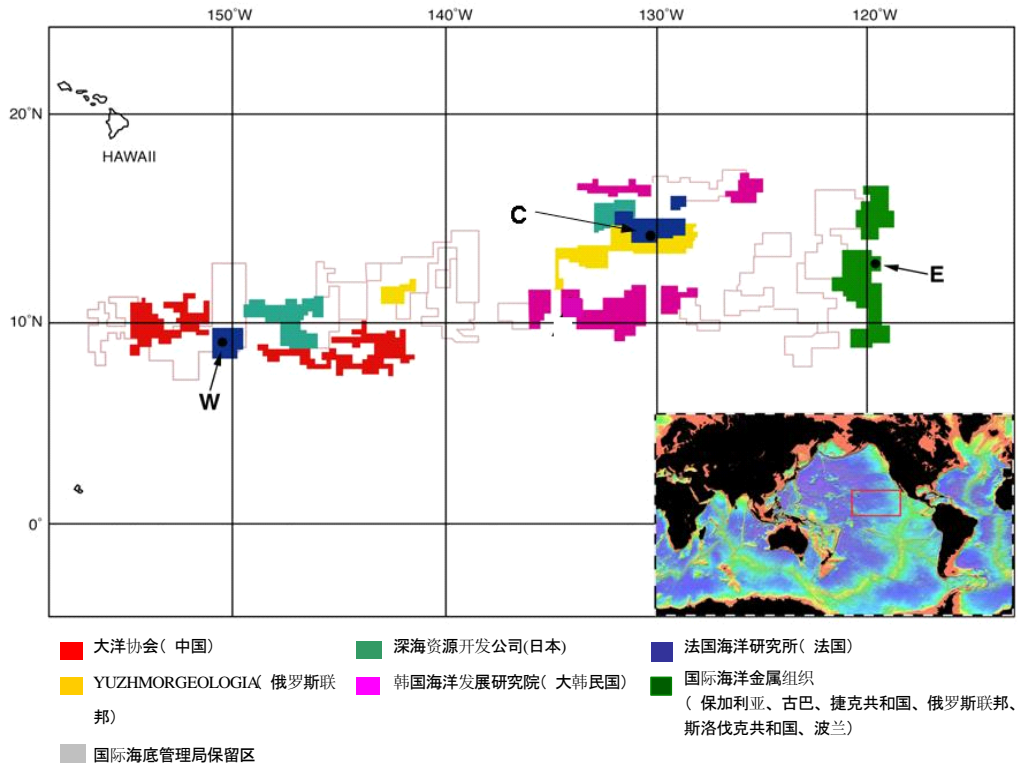 150°W 140°W 130°W 120°W
20°N
HAWAII
C
E
10°N
W
0°
大洋协会( 中国)
深海资源开发公司(日本)
法国海洋研究所( 法国)
YUZHMORGEOLOGIA( 俄罗斯联
邦)
韩国海洋发展研究院( 大韩民国)
国际海洋金属组织
( 保加利亚、古巴、捷克共和国、俄罗斯联邦、
斯洛伐克共和国、波兰)
国际海底管理局保留区